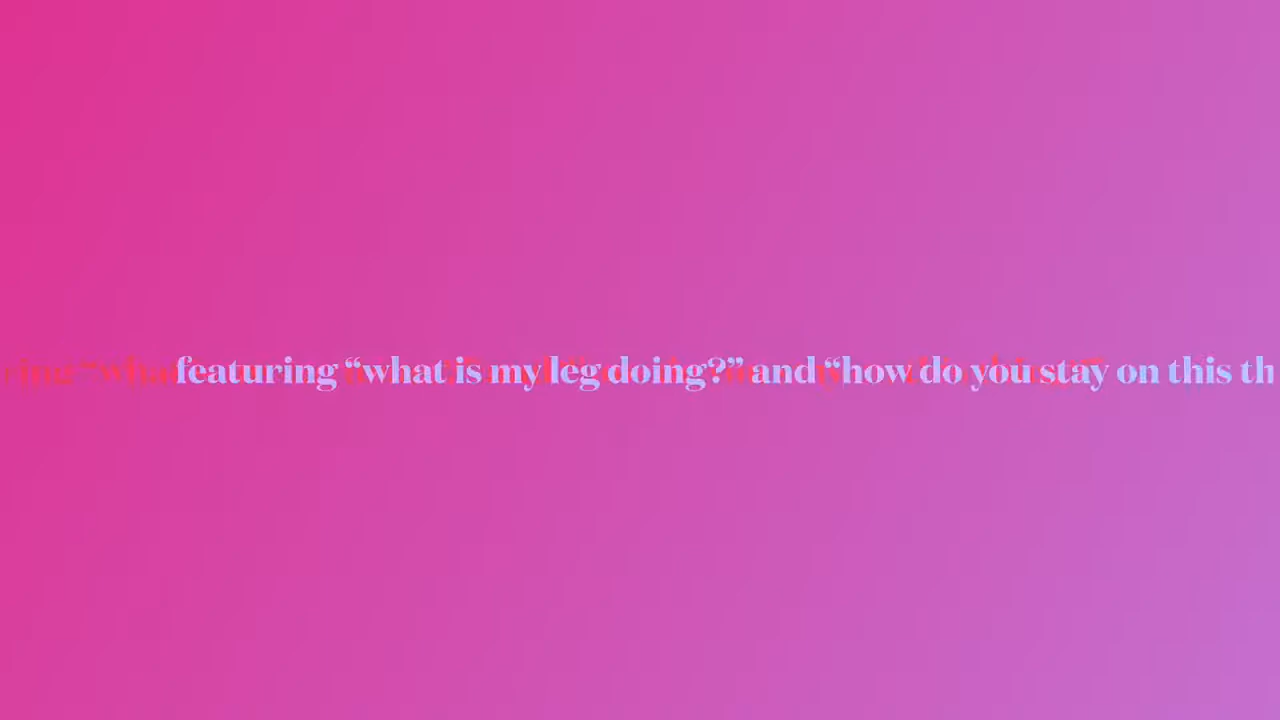 featuring “what is my leg doing?” and “how do you stay on this th